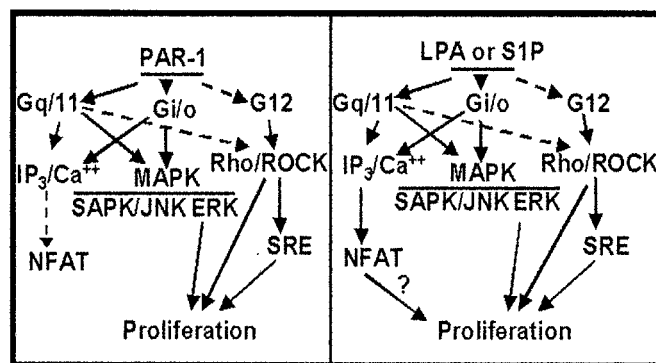 PAR-1
Gq/11 Gi/o G12
IP₃/Ca⁺⁺ MAPK Rho/ROCK
SAPK/JNK ERK
NFAT SRE
Proliferation
LPA or S1P
Gq/11 Gi/o G12
IP₃/Ca⁺⁺ MAPK Rho/ROCK
SAPK/JNK ERK
NFAT SRE
?
Proliferation